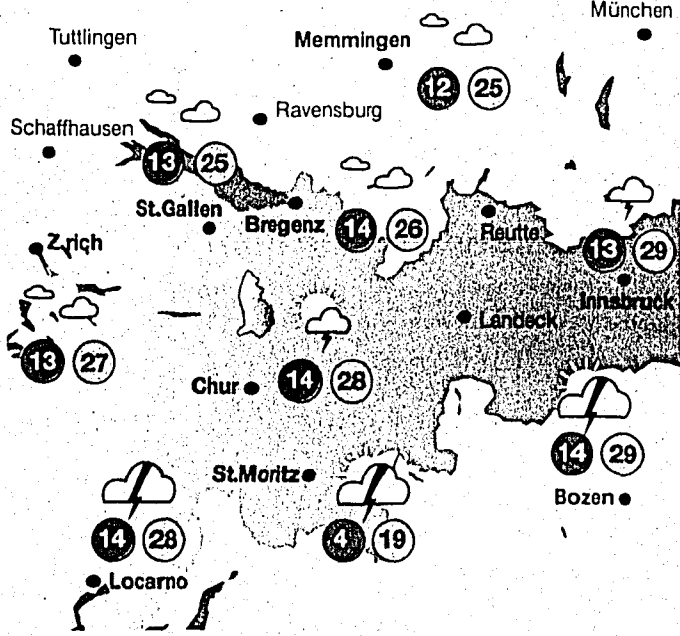 München
Tuttlingen
Memmingen
12 25
Ravensburg
Schaffhausen
13 25
St.Gallen
Bregenz
14 26
Reutte
13 29
Z.rich
Innsbruck
Landeck
13 27
Chur
14 28
14 29
St.Moritz
Bozen
14 28
4 19
Locarno